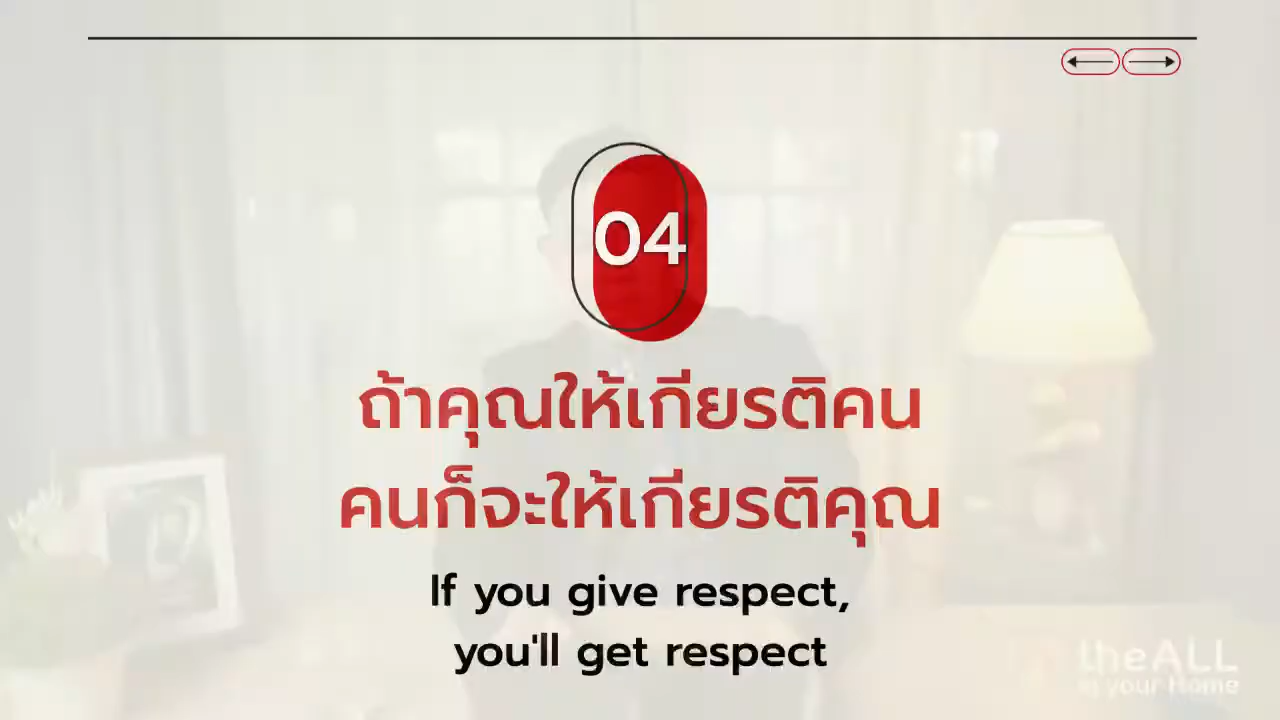 04
ถ้าคุณให้เกียรติคน
คนก็จะให้เกียรติคุณ
If you give respect,
you'll get respect
theALL
@ your Home